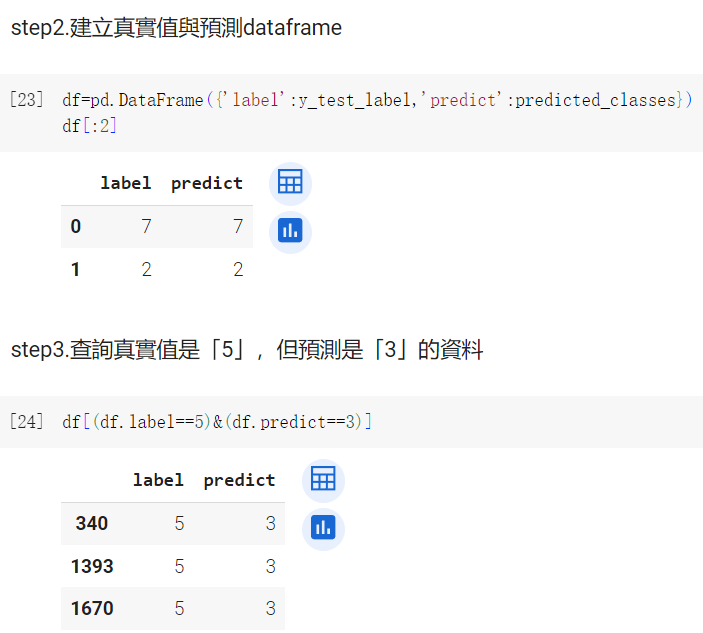 step2.建立真實值與預測dataframe
[23] df=pd.DataFrame({'label':y_test_label,'predict':predicted_classes})
df[:2]
label predict
0 7 7
1 2 2
step3.查詢真實值是「5」，但預測是「3」的資料
[24] df[(df.label==5)&(df.predict==3)]
label predict
340 5 3
1393 5 3
1670 5 3